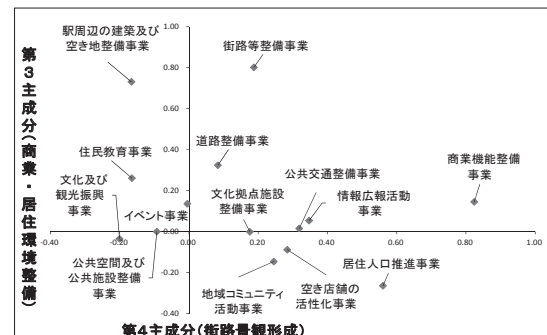 第3主成分(商業・居住環境整備)
1.00
0.80
0.60
0.40
0.20
0.00
-0.20
-0.40
-0.40
-0.20
0.00
0.20
0.40
0.60
0.80
1.00
駅周辺の建築及び
空き地整備事業
街路等整備事業
住民教育事業
道路整備事業
公共交通整備事業
商業機能整備
事業
文化及び
観光振興
事業
イベント事業
文化拠点施設
整備事業
情報広報活動
事業
公共空間及び
公共施設整備
事業
地域コミュニティ
活動事業
空き店舗の
活性化事業
居住人口推進事業
第4主成分(街路景観形成)